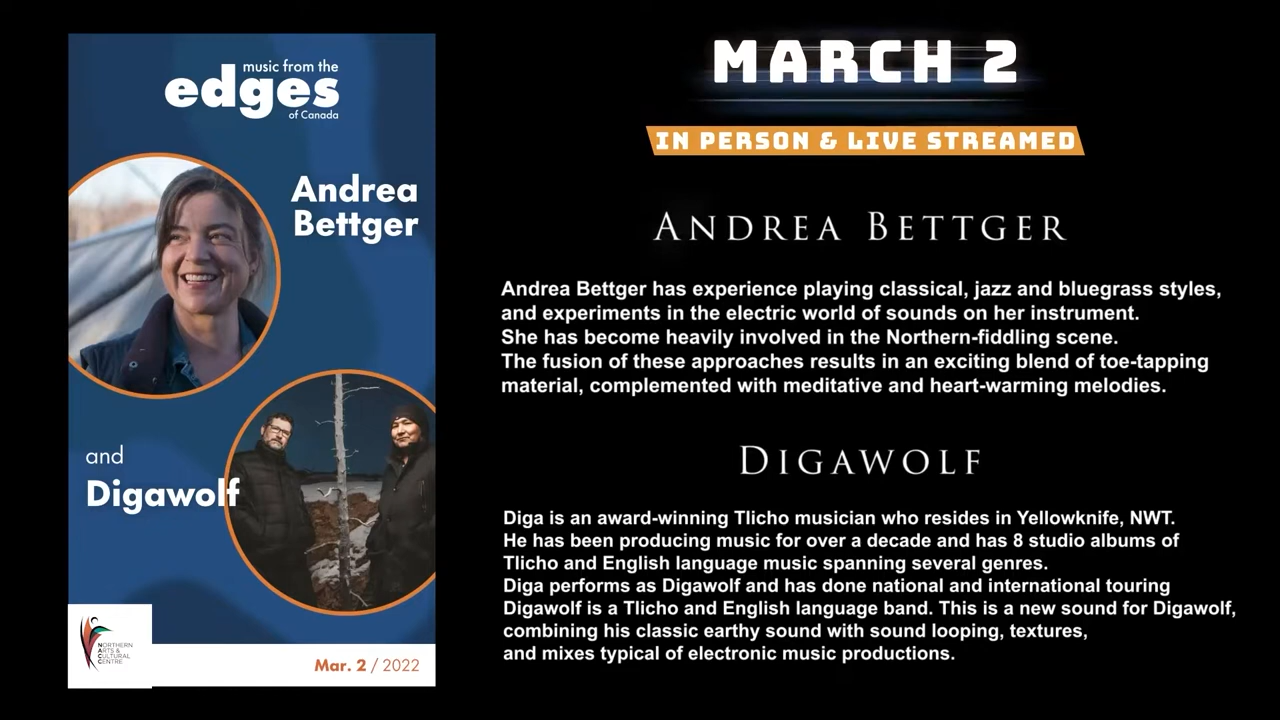 music from the
edges
of Canada
Andrea
Bettger
and
Digawolf
NORTHERN
ARTS &
CULTURAL
CENTRE
Mar. 2 / 2022
MARCH 2
IN PERSON & LIVE STREAMED
ANDREA BETTGER
Andrea Bettger has experience playing classical, jazz and bluegrass styles,
and experiments in the electric world of sounds on her instrument.
She has become heavily involved in the Northern-fiddling scene.
The fusion of these approaches results in an exciting blend of toe-tapping
material, complemented with meditative and heart-warming melodies.
DIGAWOLF
Diga is an award-winning Tlicho musician who resides in Yellowknife, NWT.
He has been producing music for over a decade and has 8 studio albums of
Tlicho and English language music spanning several genres.
Diga performs as Digawolf and has done national and international touring
Digawolf is a Tlicho and English language band. This is a new sound for Digawolf,
combining his classic earthy sound with sound looping, textures,
and mixes typical of electronic music productions.